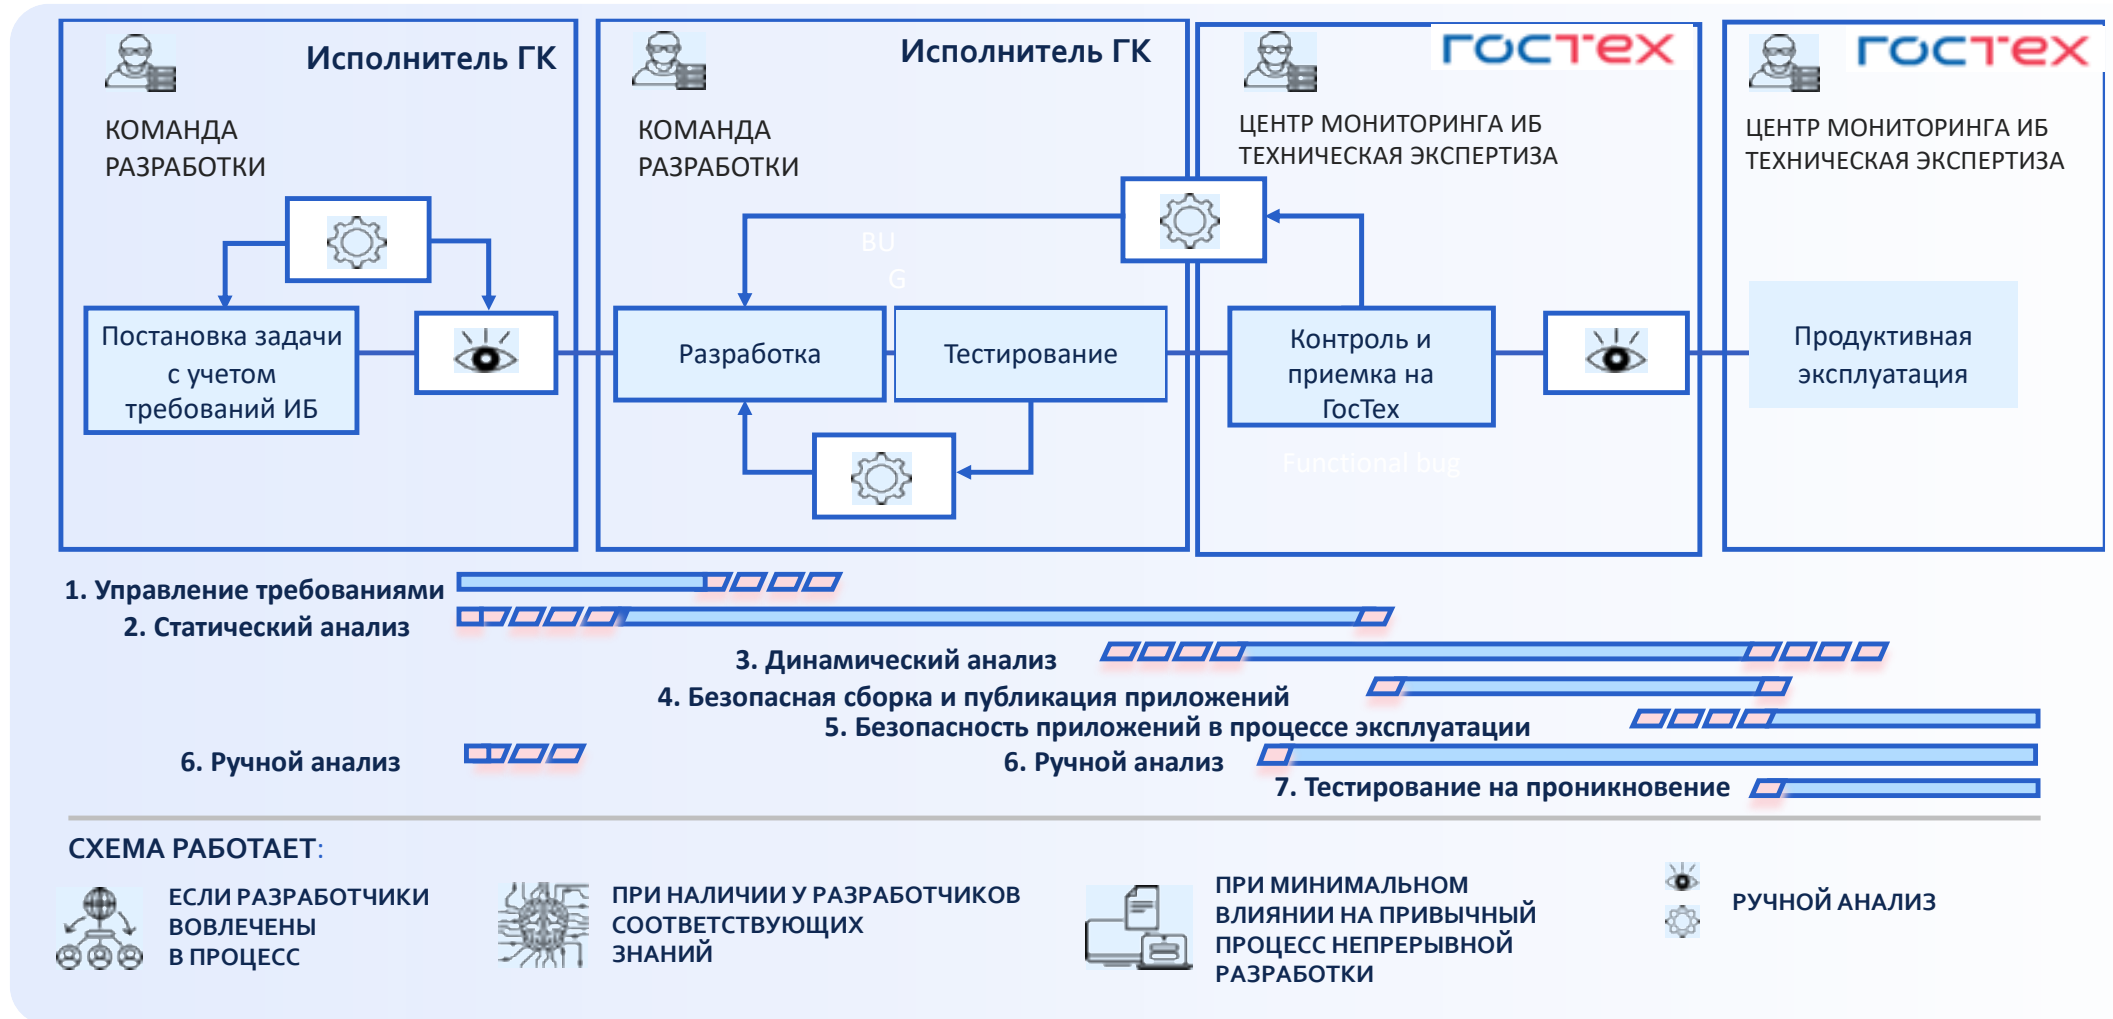 Исполнитель ГК
КОМАНДА
РАЗРАБОТКИ
Постановка задачи
с учетом
требований ИБ
Исполнитель ГК
КОМАНДА
РАЗРАБОТКИ
BU
G
Разработка
Тестирование
ГОСТЕХ
ЦЕНТР МОНИТОРИНГА ИБ
ТЕХНИЧЕСКАЯ ЭКСПЕРТИЗА
Контроль и
приемка на
ГосТех
Functional bug
ГОСТЕХ
ЦЕНТР МОНИТОРИНГА ИБ
ТЕХНИЧЕСКАЯ ЭКСПЕРТИЗА
Продуктивная
эксплуатация
1. Управление требованиями
2. Статический анализ
3. Динамический анализ
4. Безопасная сборка и публикация приложений
5. Безопасность приложений в процессе эксплуатации
6. Ручной анализ
6. Ручной анализ
7. Тестирование на проникновение
СХЕМА РАБОТАЕТ:
ЕСЛИ РАЗРАБОТЧИКИ
ВОВЛЕЧЕНЫ
В ПРОЦЕСС
ПРИ НАЛИЧИИ У РАЗРАБОТЧИКОВ
СООТВЕТСТВУЮЩИХ
ЗНАНИЙ
ПРИ МИНИМАЛЬНОМ
ВЛИЯНИИ НА ПРИВЫЧНЫЙ
ПРОЦЕСС НЕПРЕРЫВНОЙ
РАЗРАБОТКИ
РУЧНОЙ АНАЛИЗ